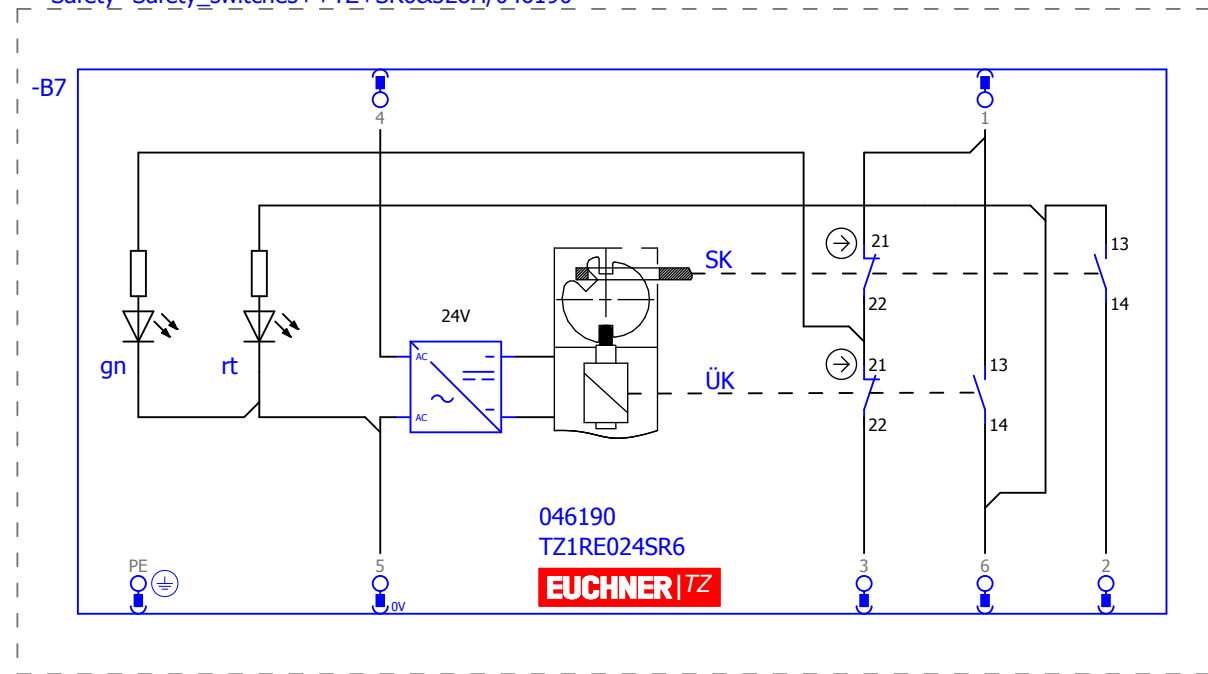 -B7
4
1
21
13
SK
22
14
24V
gn
rt
AC
AC
21
13
ÜK
22
14
046190
TZ1RE024SR6
EUCHNER|TZ
PE
5
0V
3
6
2